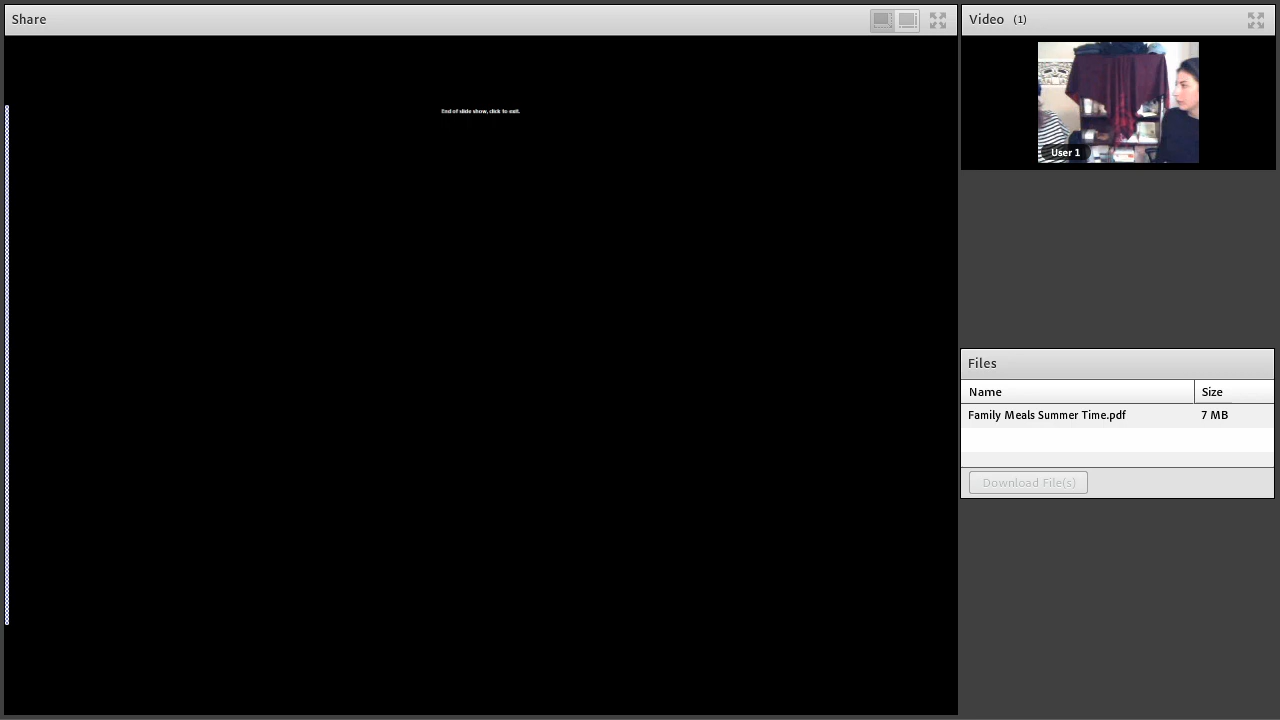 Share
End of slide show, click to exit.
Video (1)
User 1
Files
Name Size
Family Meals Summer Time.pdf 7 MB
Download File(s)